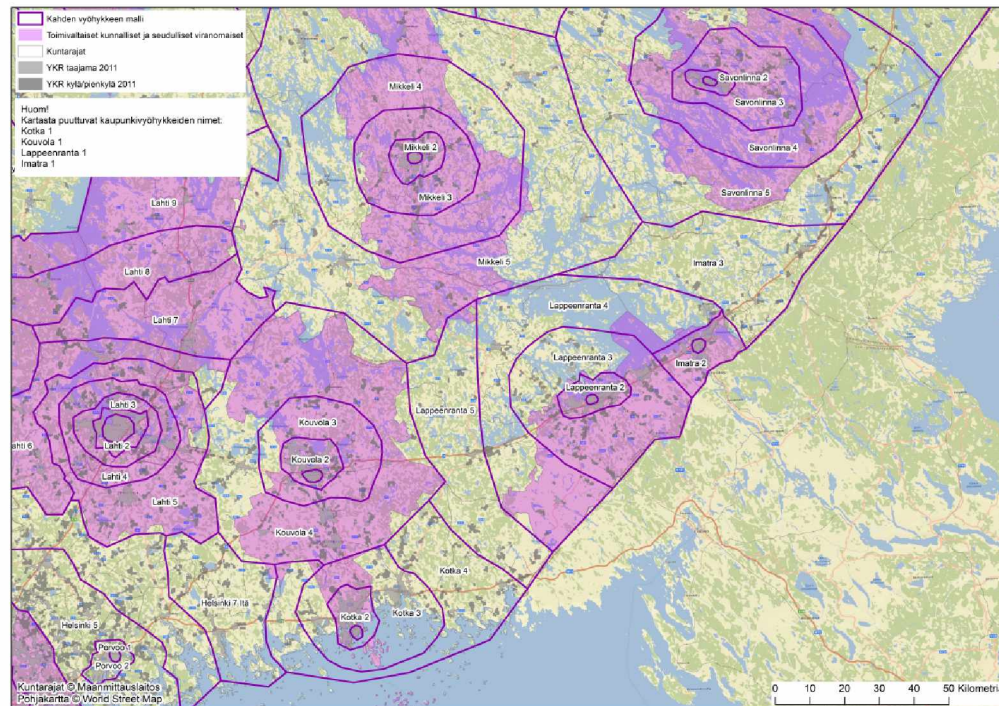 Kahden vyöhykkeen malli
Toimivaltaiset kunnalliset ja seudulliset viranomaiset
Kuntarajat
YKR taajama 2011
YKR kylä/pienkylä 2011
Huom!
Kartasta puuttuvat kaupunkivyöhykkeiden nimet:
Kotka 1
Kouvola 1
Lappeenranta 1
Imatra 1
Savonlinna 2
Savonlinna 3
Savonlinna 4
Savonlinna 5
Mikkeli 4
Mikkeli 2
Mikkeli 3
Mikkeli 5
Lahti 9
Lahti 8
Lahti 7
Imatra 3
Lappeenranta 4
Lappeenranta 3
Imatra 2
Lappeenranta 2
Lappeenranta 5
Lahti 3
Lahti 2
ahti 6
Lahti 4
Lahti 5
Kouvola 3
Kouvola 2
Kouvola 4
Kotka 4
Helsinki 7 Itä
Kotka 3
Kotka 2
Helsinki 5
Porvoo 1
Porvoo 2
Kuntarajat © Maanmittauslaitos
Pohjakartta © World Street Map
0 10 20 30 40 50 Kilometriä